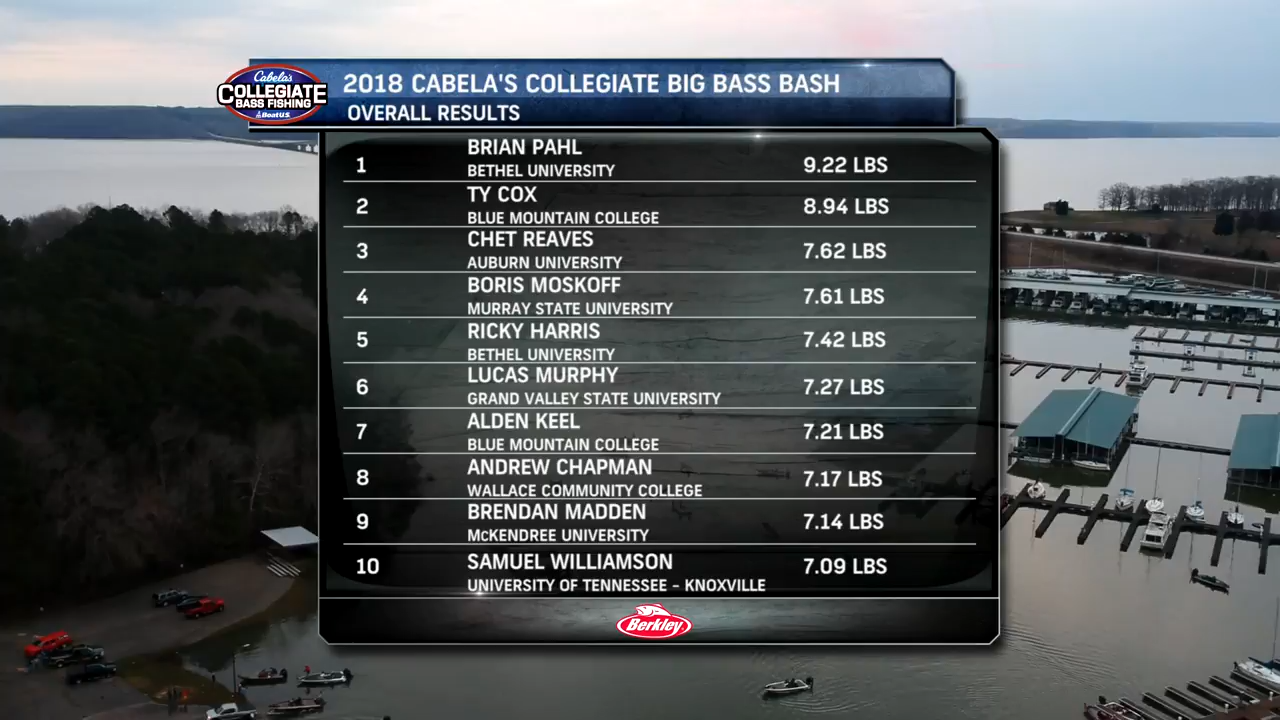 Cabela's
COLLEGIATE
BASS FISHING
BoatU.S.
2018 CABELA'S COLLEGIATE BIG BASS BASH
OVERALL RESULTS
1 BRIAN PAHL 9.22 LBS
BETHEL UNIVERSITY
2 TY COX 8.94 LBS
BLUE MOUNTAIN COLLEGE
3 CHET REAVES 7.62 LBS
AUBURN UNIVERSITY
4 BORIS MOSKOFF 7.61 LBS
MURRAY STATE UNIVERSITY
5 RICKY HARRIS 7.42 LBS
BETHEL UNIVERSITY
6 LUCAS MURPHY 7.27 LBS
GRAND VALLEY STATE UNIVERSITY
7 ALDEN KEEL 7.21 LBS
BLUE MOUNTAIN COLLEGE
8 ANDREW CHAPMAN 7.17 LBS
WALLACE COMMUNITY COLLEGE
9 BRENDAN MADDEN 7.14 LBS
McKENDREE UNIVERSITY
10 SAMUEL WILLIAMSON 7.09 LBS
UNIVERSITY OF TENNESSEE - KNOXVILLE
Berkley